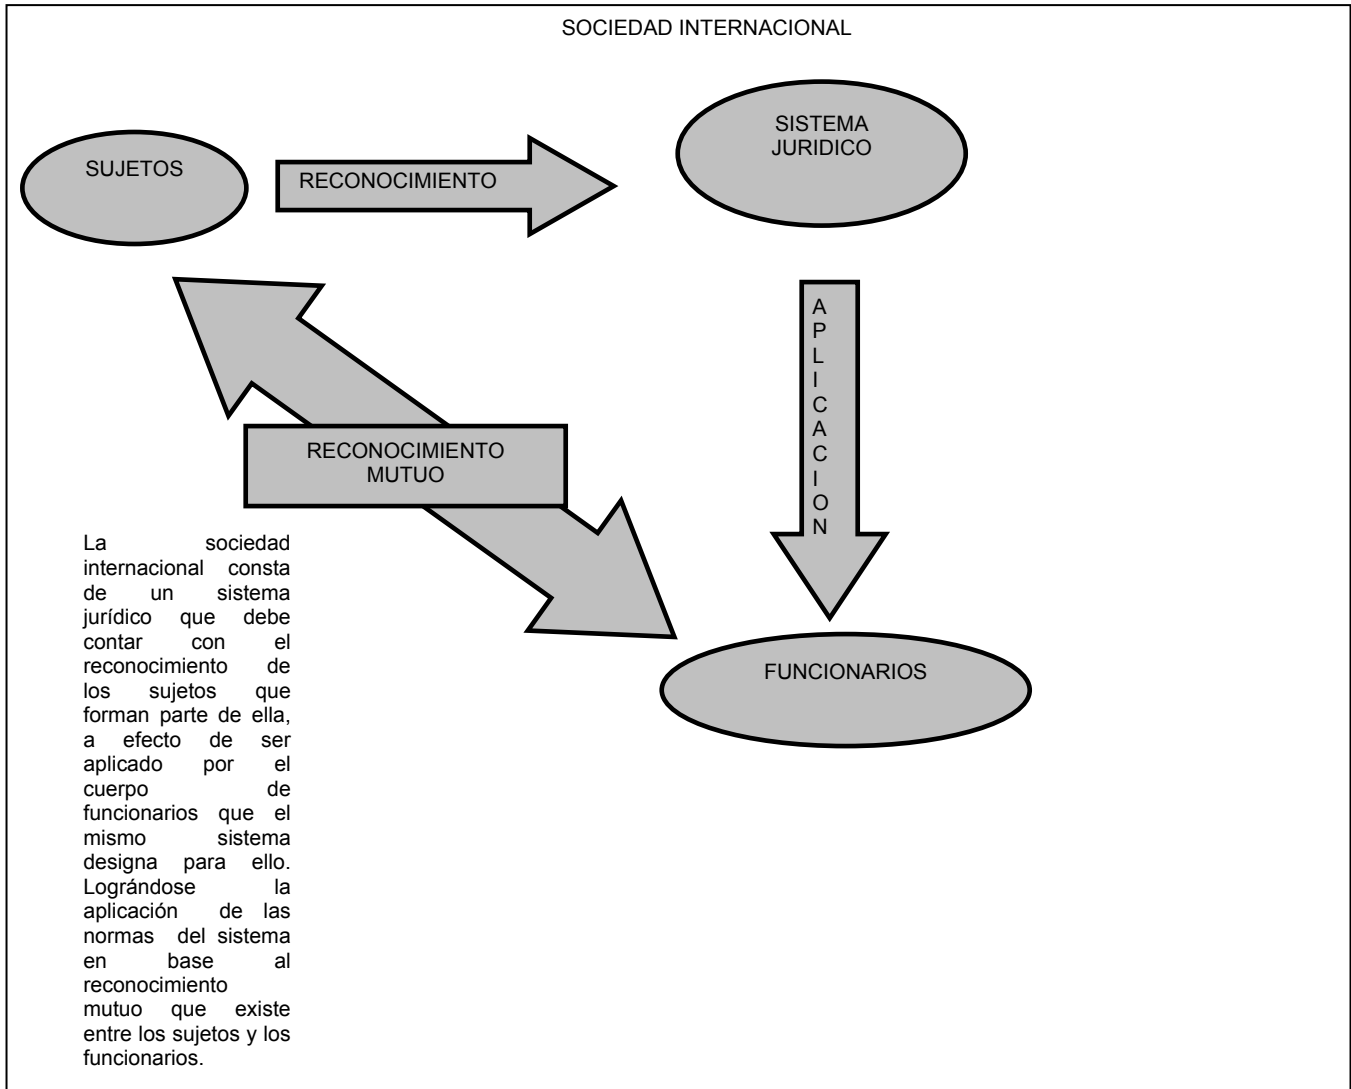 SOCIEDAD INTERNACIONAL
SUJETOS
RECONOCIMIENTO
SISTEMA
JURIDICO
APLICACION
RECONOCIMIENTO
MUTUO
FUNCIONARIOS
La sociedad
internacional consta
de un sistema
jurídico que debe
contar con el
reconocimiento de
los sujetos que
forman parte de ella,
a efecto de ser
aplicado por el
cuerpo de
funcionarios que el
mismo sistema
designa para ello.
Lográndose la
aplicación de las
normas del sistema
en base al
reconocimiento
mutuo que existe
entre los sujetos y los
funcionarios.